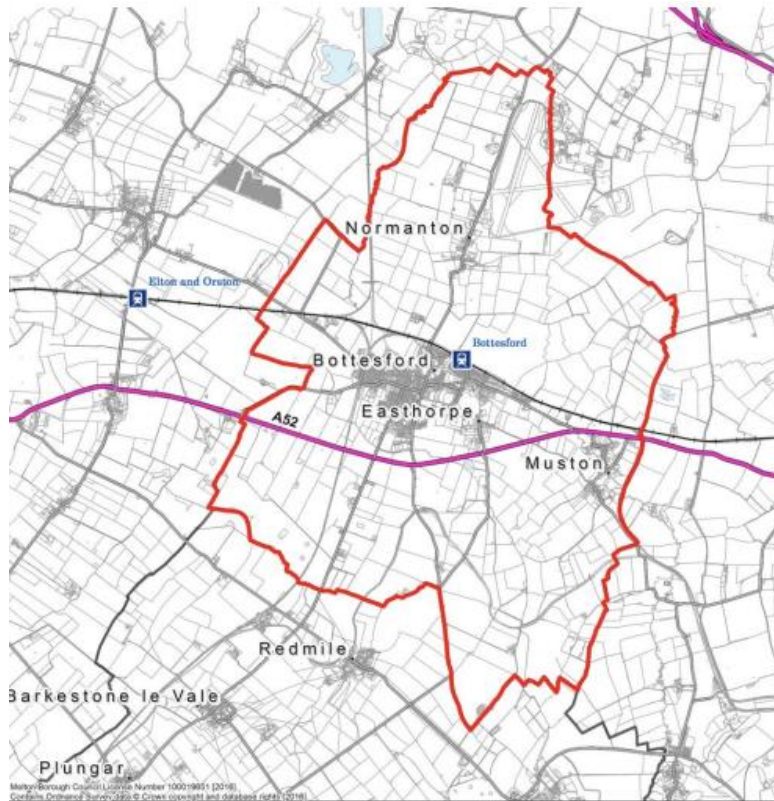 Normanton
Elton and Orston
Bottesford
Bottesford
Easthorpe
A52
Muston
Redmile
Barkestone le Vale
Plungar
Melton Borough Council License Number 100019651 [2016]
Contains Ordnance Survey data © Crown copyright and database rights [2016]